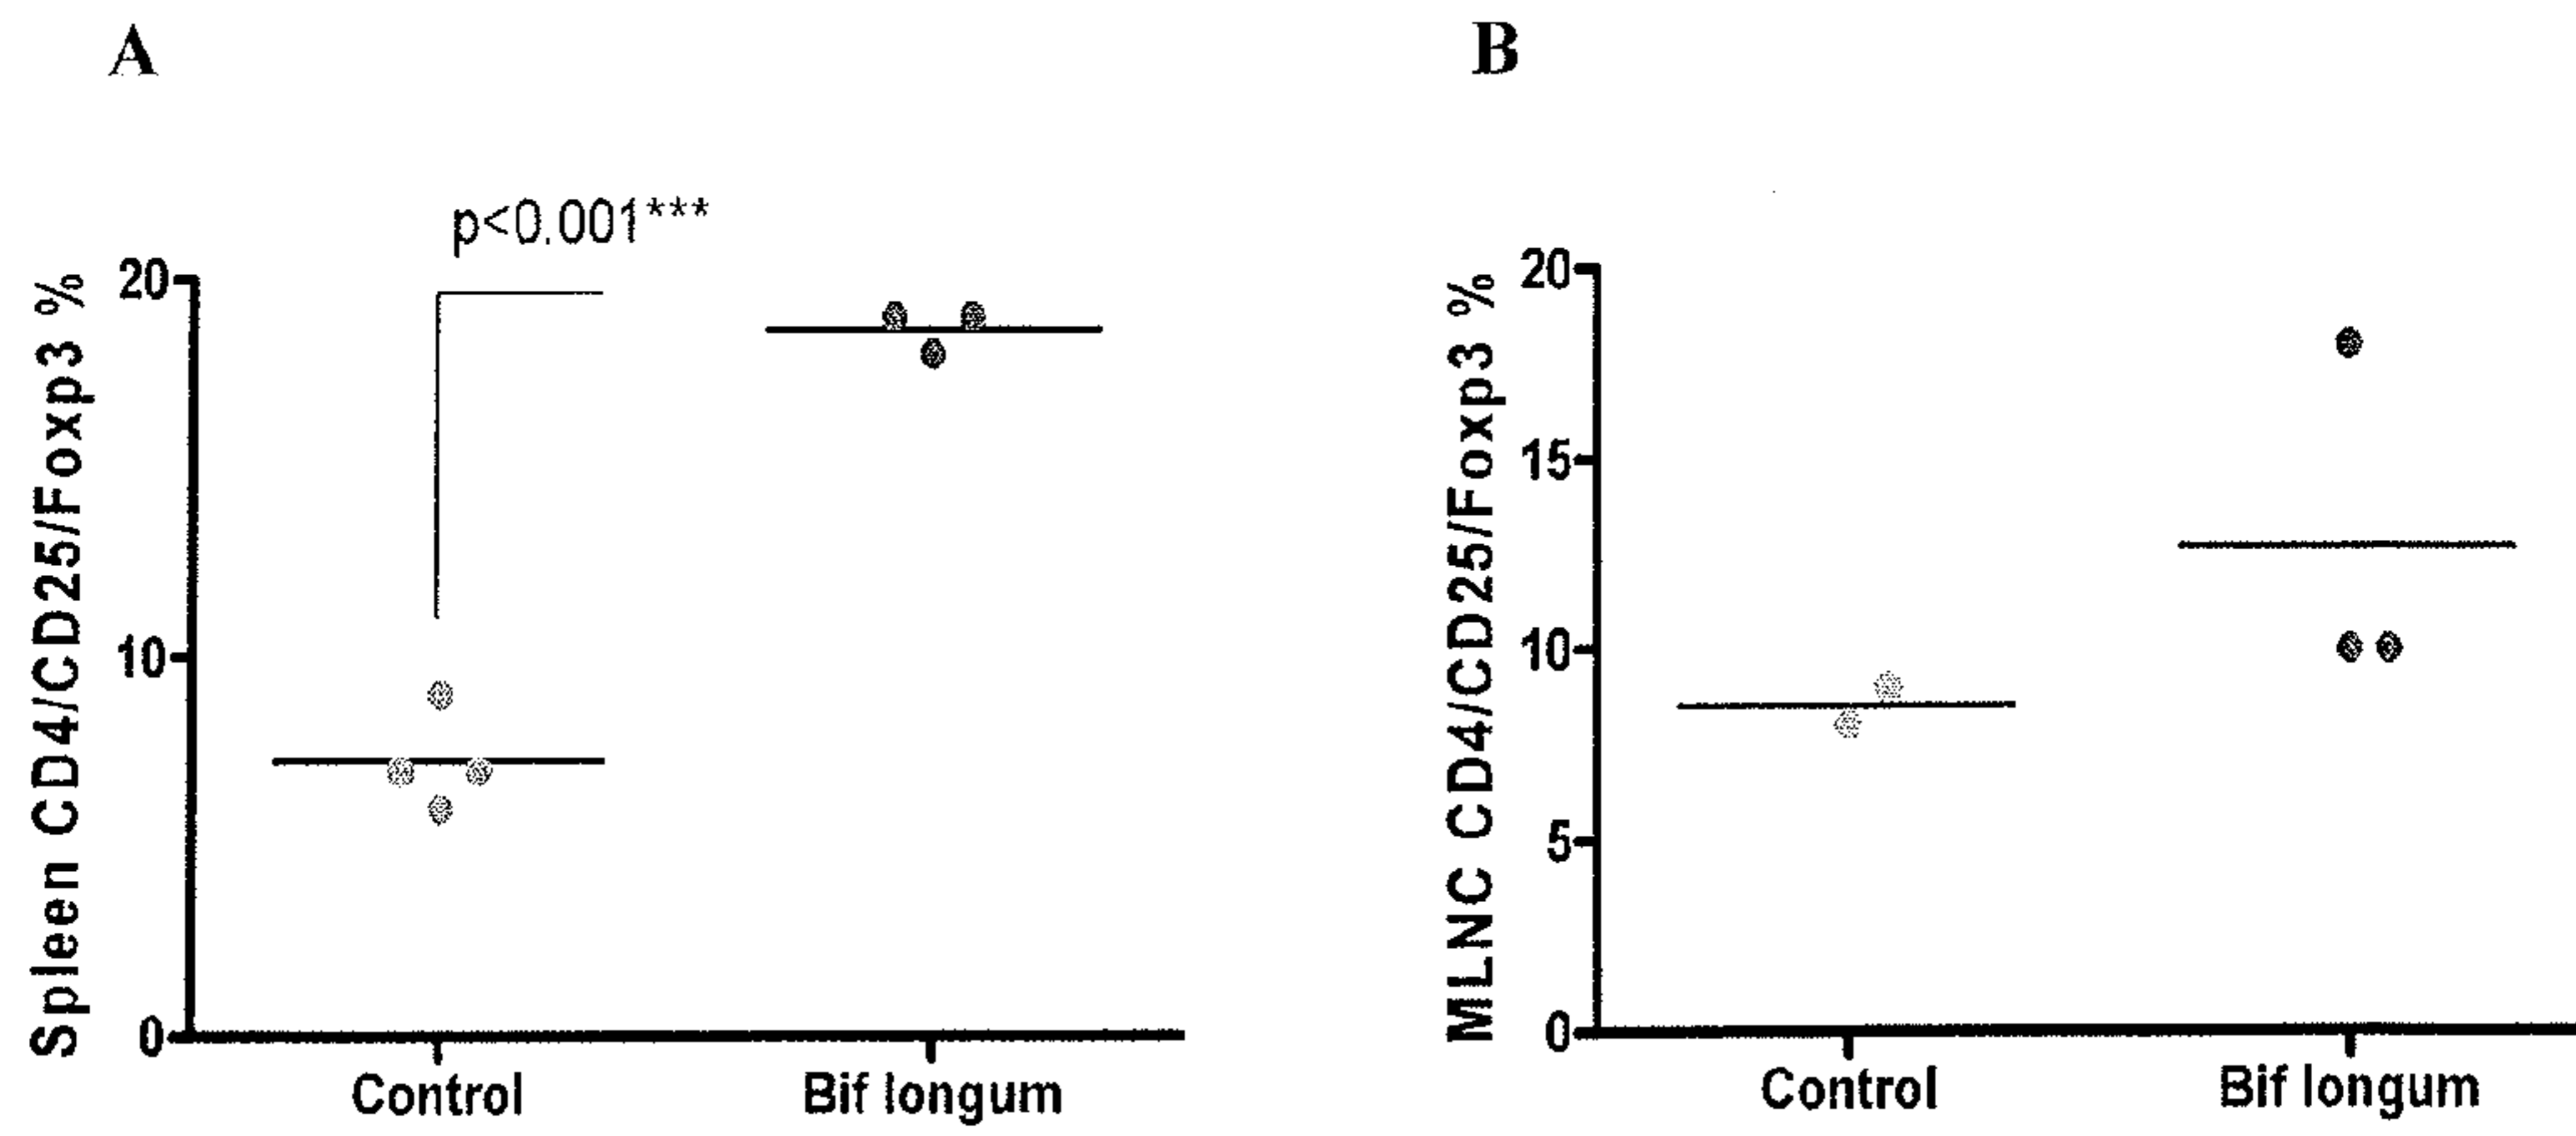 A
p<0.001***
Spleen CD4/CD25/Foxp3 %
20
10
0
Control
Bif longum
B
MLNC CD4/CD25/Foxp3 %
20
15
10
5
0
Control
Bif longum